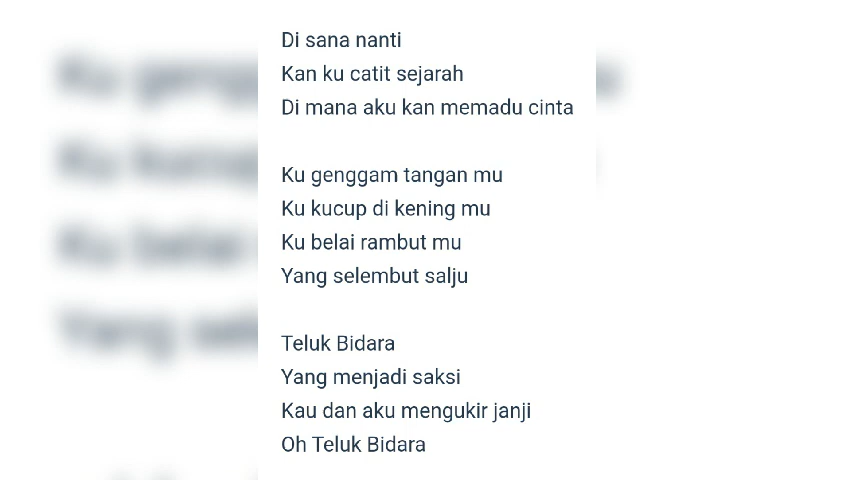 Di sana nanti
Kan ku catit sejarah
Di mana aku kan memadu cinta
Ku genggam tangan mu
Ku kucup di kening mu
Ku belai rambut mu
Yang selembut salju
Teluk Bidara
Yang menjadi saksi
Kau dan aku mengukir janji
Oh Teluk Bidara